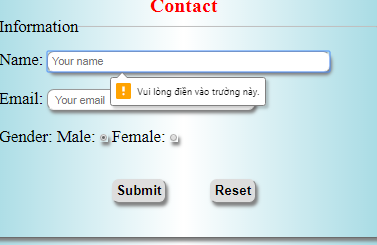 Contact
Information
Name: Your name
Vui lòng điền vào trường này.
Email: Your email
Gender: Male: Female:
Submit Reset